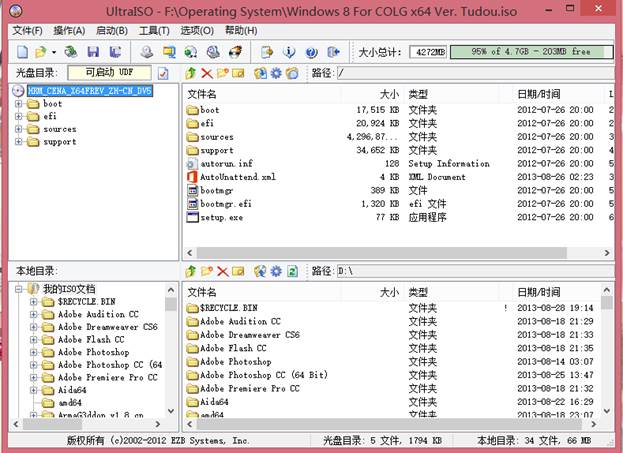 UltraISO - F:\Operating System\Windows 8 For COLG x64 Ver. Tudou.iso
文件(F) 操作(A) 启动(B) 工具(T) 选项(O) 帮助(H)
大小总计: 4272MB 95% of 4.7GB - 203MB free
光盘目录: 可启动 UDF 路径: /
HRM_CENA_X64FREV_ZH-CN_DV5
boot
efi
sources
support
文件名 大小 类型 日期/时间 L
boot 17,515 KB 文件夹 2012-07-26 20:00 4
efi 20,924 KB 文件夹 2012-07-26 20:00
sources 4,296,87... 文件夹 2012-07-26 20:00
support 34,652 KB 文件夹 2012-07-26 20:00 4
autorun.inf 128 Setup Information 2012-07-26 20:00
AutoUnattend.xml 4 KB XML Document 2013-08-26 02:23 3
bootmgr 389 KB 文件 2012-07-26 20:00 5
bootmgr.efi 1,320 KB efi 文件 2012-07-26 20:00 5
setup.exe 77 KB 应用程序 2012-07-26 20:00 6
本地目录: 路径: D:\
我的ISO文档
$RECYCLE.BIN
Adobe Audition CC
Adobe Dreamweaver CS6
Adobe Flash CC
Adobe Photoshop
Adobe Photoshop CC (64
Adobe Premiere Pro CC
Aida64
amd64
ArmaG3ddon v1.8 cn
文件名 大小 类型 日期/时间
$RECYCLE.BIN 文件夹 ! 2013-08-28 19:14
Adobe Audition CC 文件夹 2013-08-18 21:29
Adobe Dreamweaver CS6 文件夹 2013-08-18 21:33
Adobe Flash CC 文件夹 2013-08-18 21:35
Adobe Photoshop 文件夹 2013-08-14 03:07
Adobe Photoshop CC (64 Bit) 文件夹 2013-08-25 13:47
Adobe Premiere Pro CC 文件夹 2013-08-18 21:32
Aida64 文件夹 2013-08-22 16:29
amd64 文件夹 2013-08-18 23:07
版权所有 (c)2002-2012 EZB Systems, Inc. 光盘目录: 5 文件, 1794 KB 本地目录: 34 文件, 66 MB